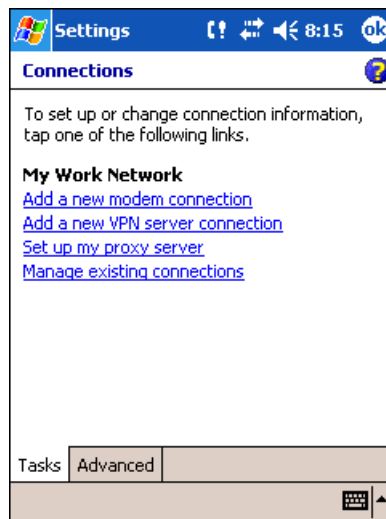 Settings 8:15 ok
Connections ?
To set up or change connection information,
tap one of the following links.
My Work Network
Add a new modem connection
Add a new VPN server connection
Set up my proxy server
Manage existing connections
Tasks Advanced